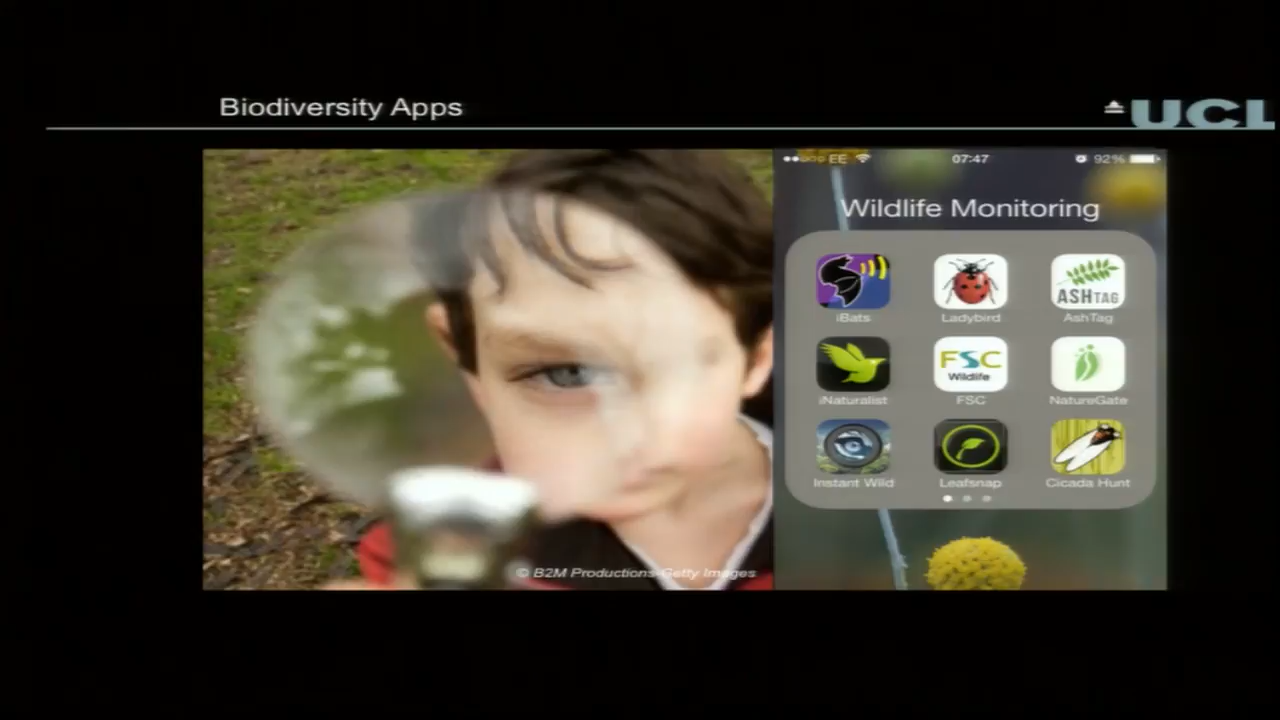 Biodiversity Apps
UCL
EE 07:47 92%
Wildlife Monitoring
iBats Ladybird ASHTAG AshTag
iNaturalist FSC Wildlife FSC NatureGate
Instant Wild Leafsnap Cicada Hunt
© B2M Productions-Getty Images